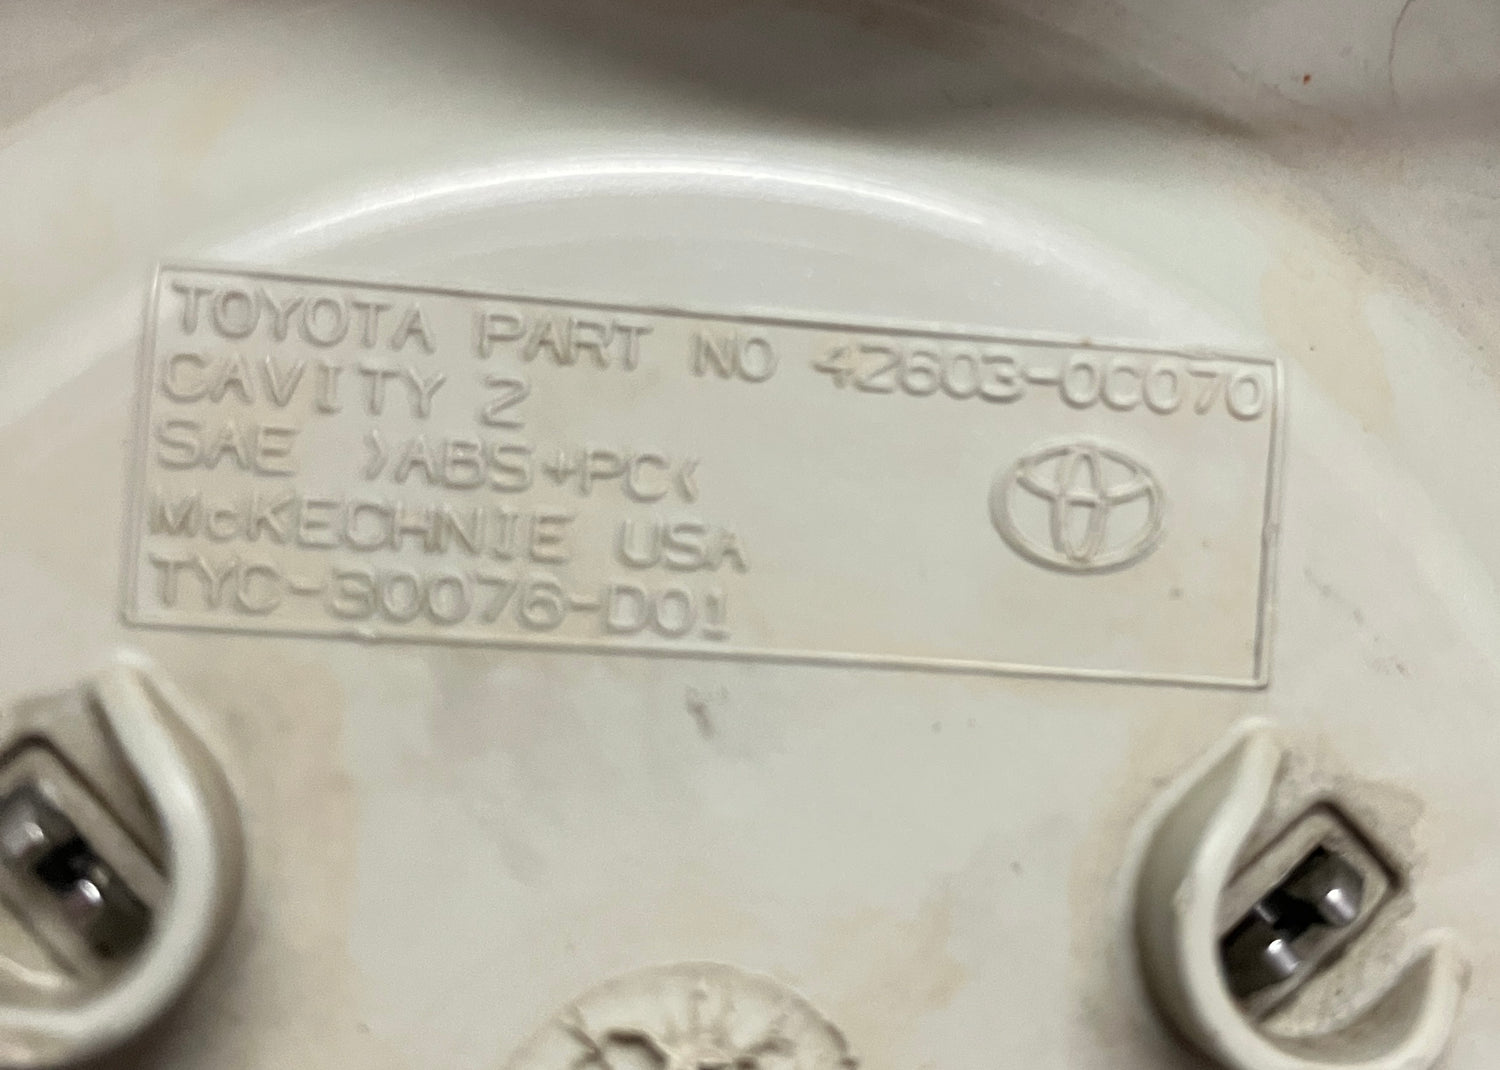 TOYOTA PART NO 42603-0C070
CAVITY 2
SAE >ABS+PC<
McKECHNIE USA
TYC-30076-D01